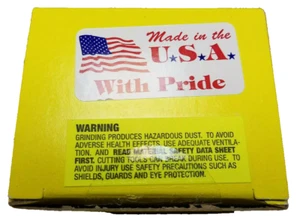 Made in the
U★S★A★
With Pride
WARNING
GRINDING PRODUCES HAZARDOUS DUST. TO AVOID
ADVERSE HEALTH EFFECTS, USE ADEQUATE VENTILA-
TION, AND READ MATERIAL SAFETY DATA SHEET
FIRST. CUTTING TOOLS CAN BREAK DURING USE. TO
AVOID INJURY USE SAFETY PRECAUTIONS SUCH AS
SHIELDS, GUARDS AND EYE PROTECTION.